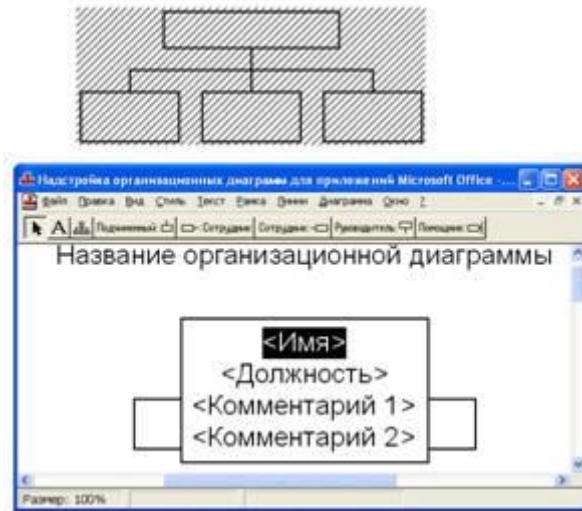 Надстройка организационных диаграмм для приложений Microsoft Office -...
Файл Правка Вид Стиль Текст Рамка Линии Диаграмма Окно ?
A Подчиненный Сотрудник Сотрудник Руководитель Помощник
Название организационной диаграммы
<Имя>
<Должность>
<Комментарий 1>
<Комментарий 2>
Размер: 100%